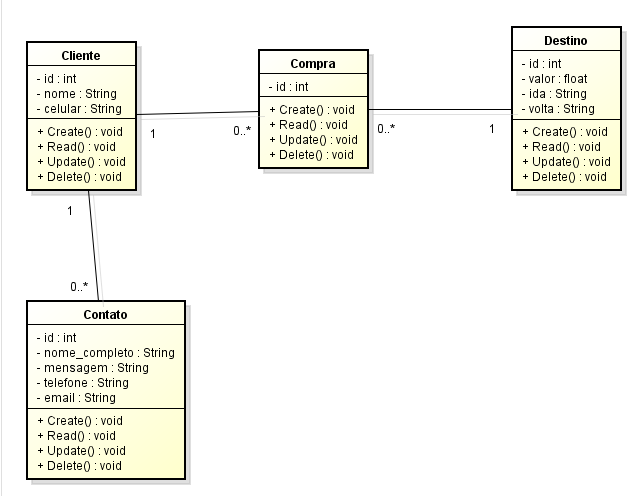 Cliente
- id : int
- nome : String
- celular : String
+ Create() : void
+ Read() : void
+ Update() : void
+ Delete() : void
1
0..*
Compra
- id : int
+ Create() : void
+ Read() : void
+ Update() : void
+ Delete() : void
0..*
1
Destino
- id : int
- valor : float
- ida : String
- volta : String
+ Create() : void
+ Read() : void
+ Update() : void
+ Delete() : void
1
0..*
Contato
- id : int
- nome_completo : String
- mensagem : String
- telefone : String
- email : String
+ Create() : void
+ Read() : void
+ Update() : void
+ Delete() : void